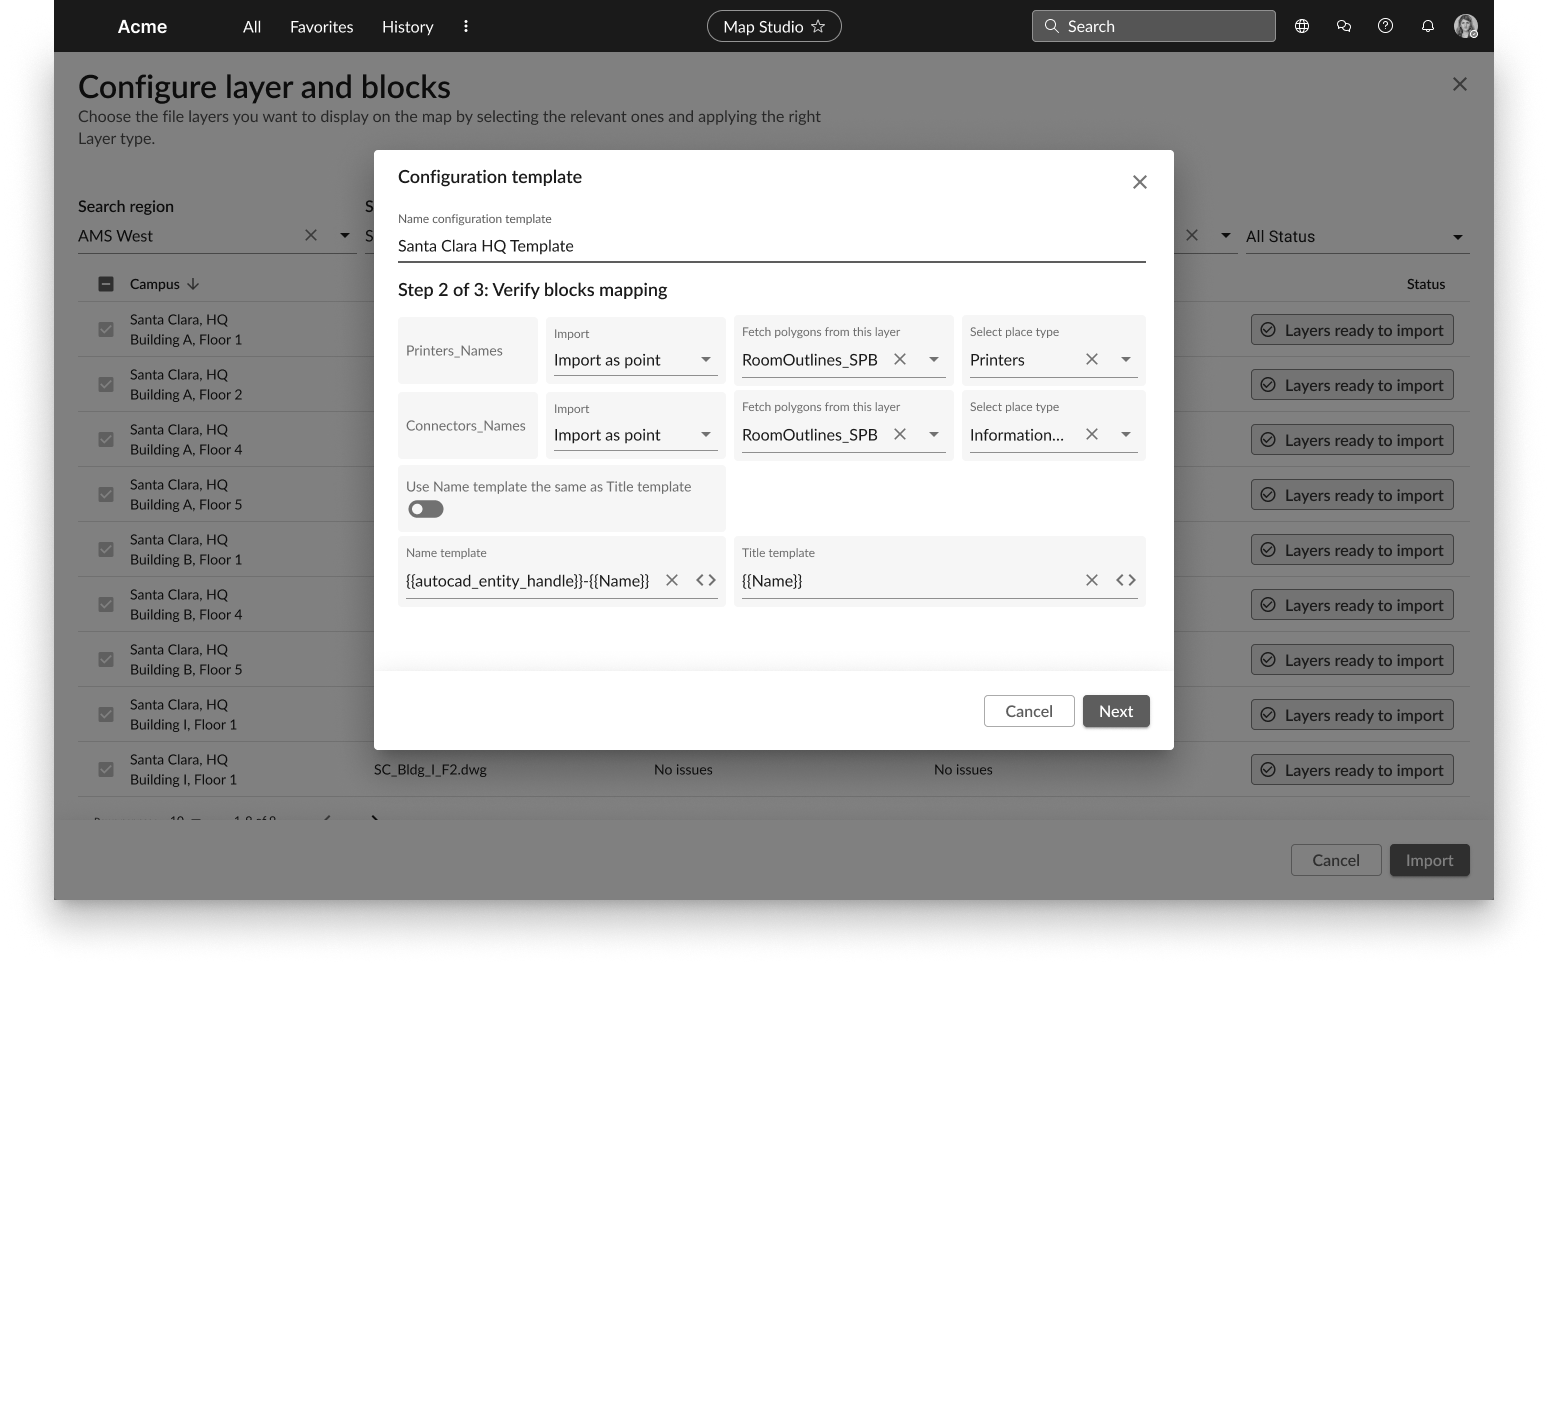 Acme
All
Favorites
History
Map Studio
Search
Configure layer and blocks
Choose the file layers you want to display on the map by selecting the relevant ones and applying the right
Layer type.
Search region
AMS West
All Status
Campus
Status
Santa Clara, HQ
Building A, Floor 1
Layers ready to import
Santa Clara, HQ
Building A, Floor 2
Layers ready to import
Santa Clara, HQ
Building A, Floor 4
Layers ready to import
Santa Clara, HQ
Building A, Floor 5
Layers ready to import
Santa Clara, HQ
Building B, Floor 1
Layers ready to import
Santa Clara, HQ
Building B, Floor 4
Layers ready to import
Santa Clara, HQ
Building B, Floor 5
Layers ready to import
Santa Clara, HQ
Building I, Floor 1
Layers ready to import
Santa Clara, HQ
Building I, Floor 1
SC_Bldg_I_F2.dwg
No issues
No issues
Layers ready to import
Cancel
Import
Configuration template
Name configuration template
Santa Clara HQ Template
Step 2 of 3: Verify blocks mapping
Printers_Names
Import
Import as point
Fetch polygons from this layer
RoomOutlines_SPB
Select place type
Printers
Connectors_Names
Import
Import as point
Fetch polygons from this layer
RoomOutlines_SPB
Select place type
Information...
Use Name template the same as Title template
Name template
{{autocad_entity_handle}}-{{Name}}
Title template
{{Name}}
Cancel
Next